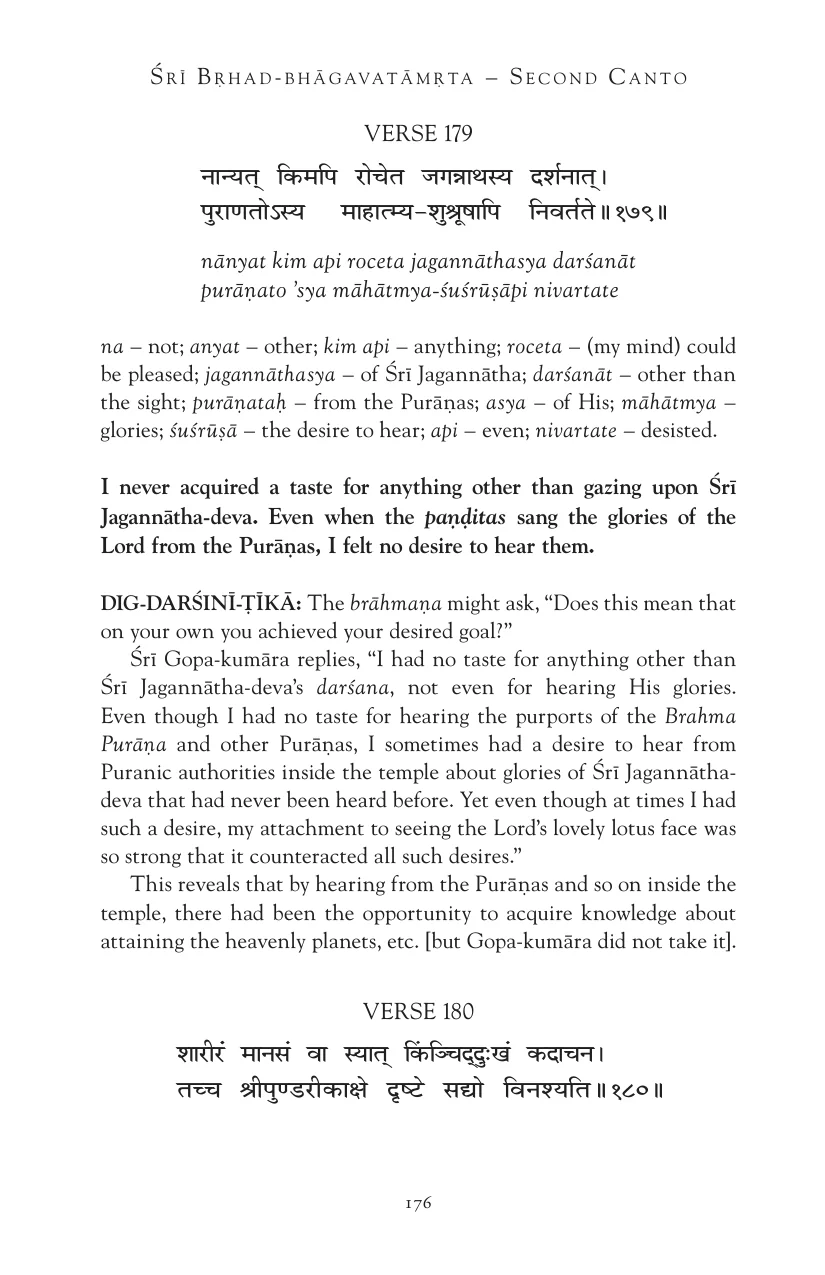 ŚRĪ BṚHAD-BHĀGAVATĀMṚTA – SECOND CANTO
VERSE 179
नान्यत् किमपि रोचेत जगन्नाथस्य दर्शनात्।
पुराणतोऽस्य माहात्म्य-शुश्रूषापि निवर्तते॥१७९॥
nānyat kim api roceta jagannāthasya darśanāt
purāṇato ’sya māhātmya-śuśrūṣāpi nivartate
na – not; anyat – other; kim api – anything; roceta – (my mind) could
be pleased; jagannāthasya – of Śrī Jagannātha; darśanāt – other than
the sight; purāṇataḥ – from the Purāṇas; asya – of His; māhātmya –
glories; śuśrūṣā – the desire to hear; api – even; nivartate – desisted.
I never acquired a taste for anything other than gazing upon Śrī
Jagannātha-deva. Even when the paṇḍitas sang the glories of the
Lord from the Purāṇas, I felt no desire to hear them.
DIG-DARŚINĪ-ṬĪKĀ: The brāhmaṇa might ask, “Does this mean that
on your own you achieved your desired goal?”
Śrī Gopa-kumāra replies, “I had no taste for anything other than
Śrī Jagannātha-deva’s darśana, not even for hearing His glories.
Even though I had no taste for hearing the purports of the Brahma
Purāṇa and other Purāṇas, I sometimes had a desire to hear from
Puranic authorities inside the temple about glories of Śrī Jagannātha-
deva that had never been heard before. Yet even though at times I had
such a desire, my attachment to seeing the Lord’s lovely lotus face was
so strong that it counteracted all such desires.”
This reveals that by hearing from the Purāṇas and so on inside the
temple, there had been the opportunity to acquire knowledge about
attaining the heavenly planets, etc. [but Gopa-kumāra did not take it].
VERSE 180
शारीरं मानसं वा स्यात् किंञ्चिद्दुःखं कदाचन।
तच्च श्रीपुण्डरीकाक्षे दृष्टे सद्यो विनश्यति॥१८०॥
176